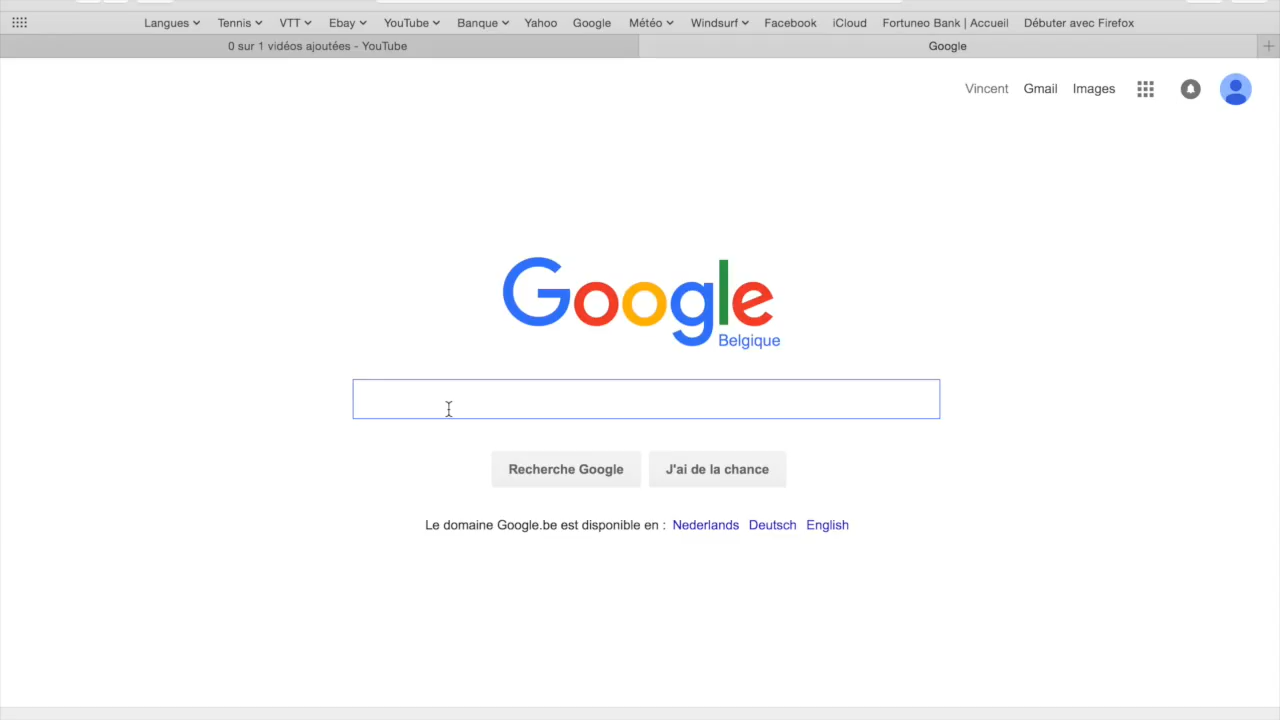 Langues Tennis VTT Ebay YouTube Banque Yahoo Google Météo Windsurf Facebook iCloud Fortuneo Bank | Accueil Débuter avec Firefox
0 sur 1 vidéos ajoutées - YouTube Google
Vincent Gmail Images
Google
Belgique
Recherche Google J'ai de la chance
Le domaine Google.be est disponible en : Nederlands Deutsch English